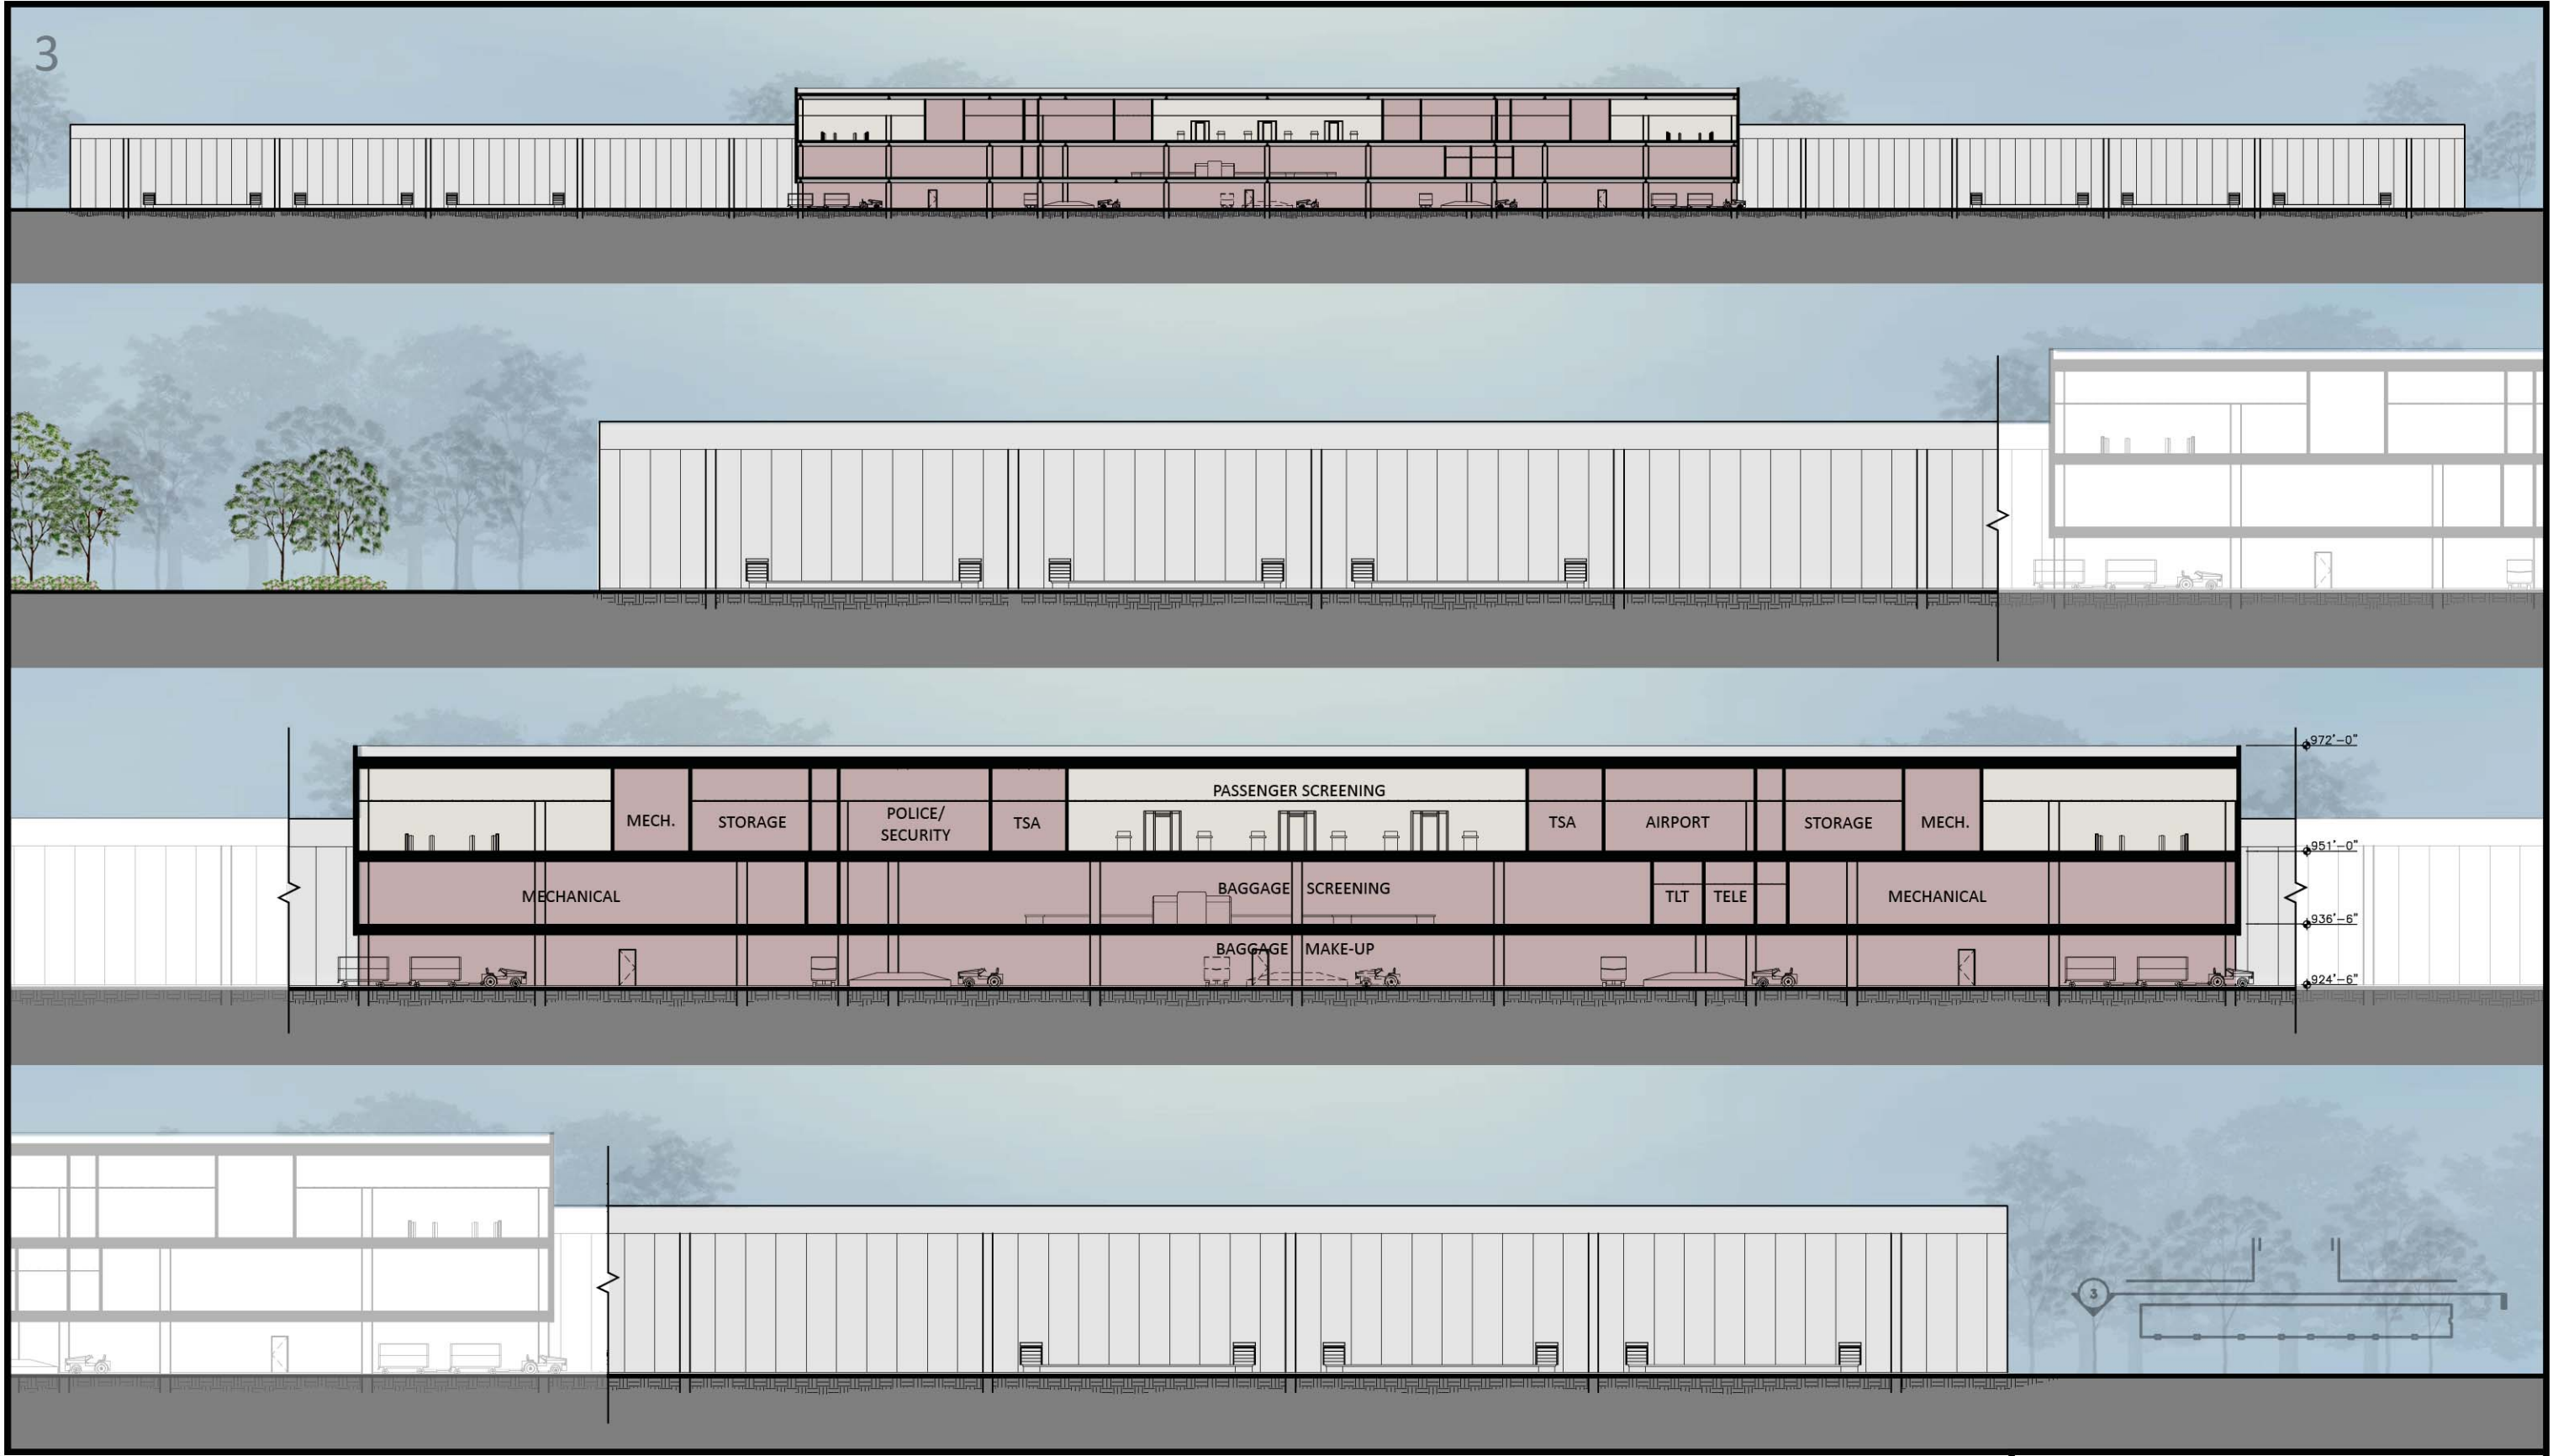 3
972'-0"
PASSENGER SCREENING
MECH.
STORAGE
POLICE/
SECURITY
TSA
TSA
AIRPORT
STORAGE
MECH.
951'-0"
MECHANICAL
BAGGAGE SCREENING
TLT
TELE
MECHANICAL
936'-6"
BAGGAGE MAKE-UP
924'-6"
3